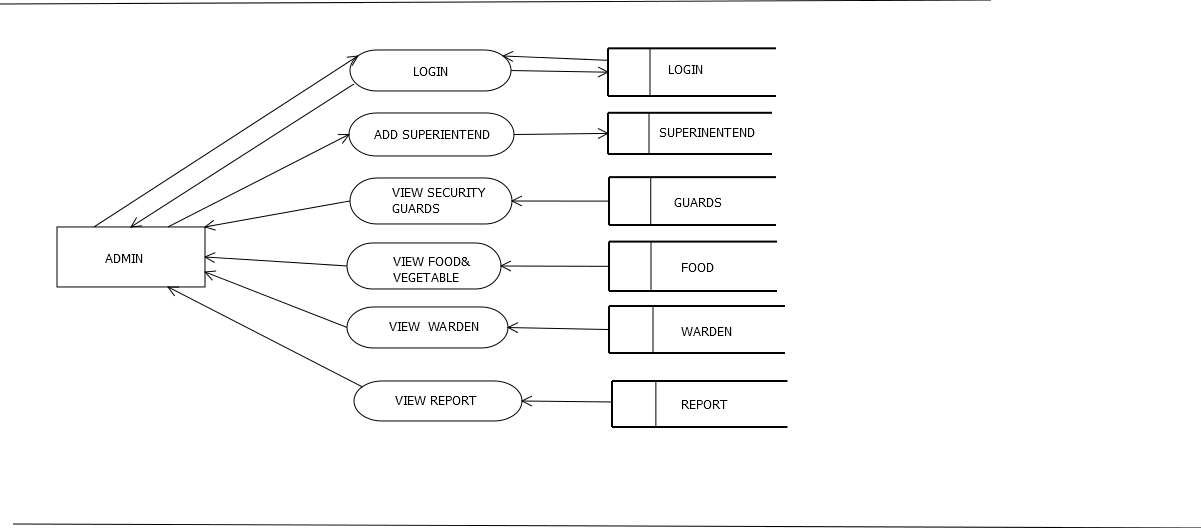 LOGIN
LOGIN
ADD SUPERIENTEND
SUPERINENTEND
VIEW SECURITY
GUARDS
GUARDS
ADMIN
VIEW FOOD&
VEGETABLE
FOOD
VIEW WARDEN
WARDEN
VIEW REPORT
REPORT